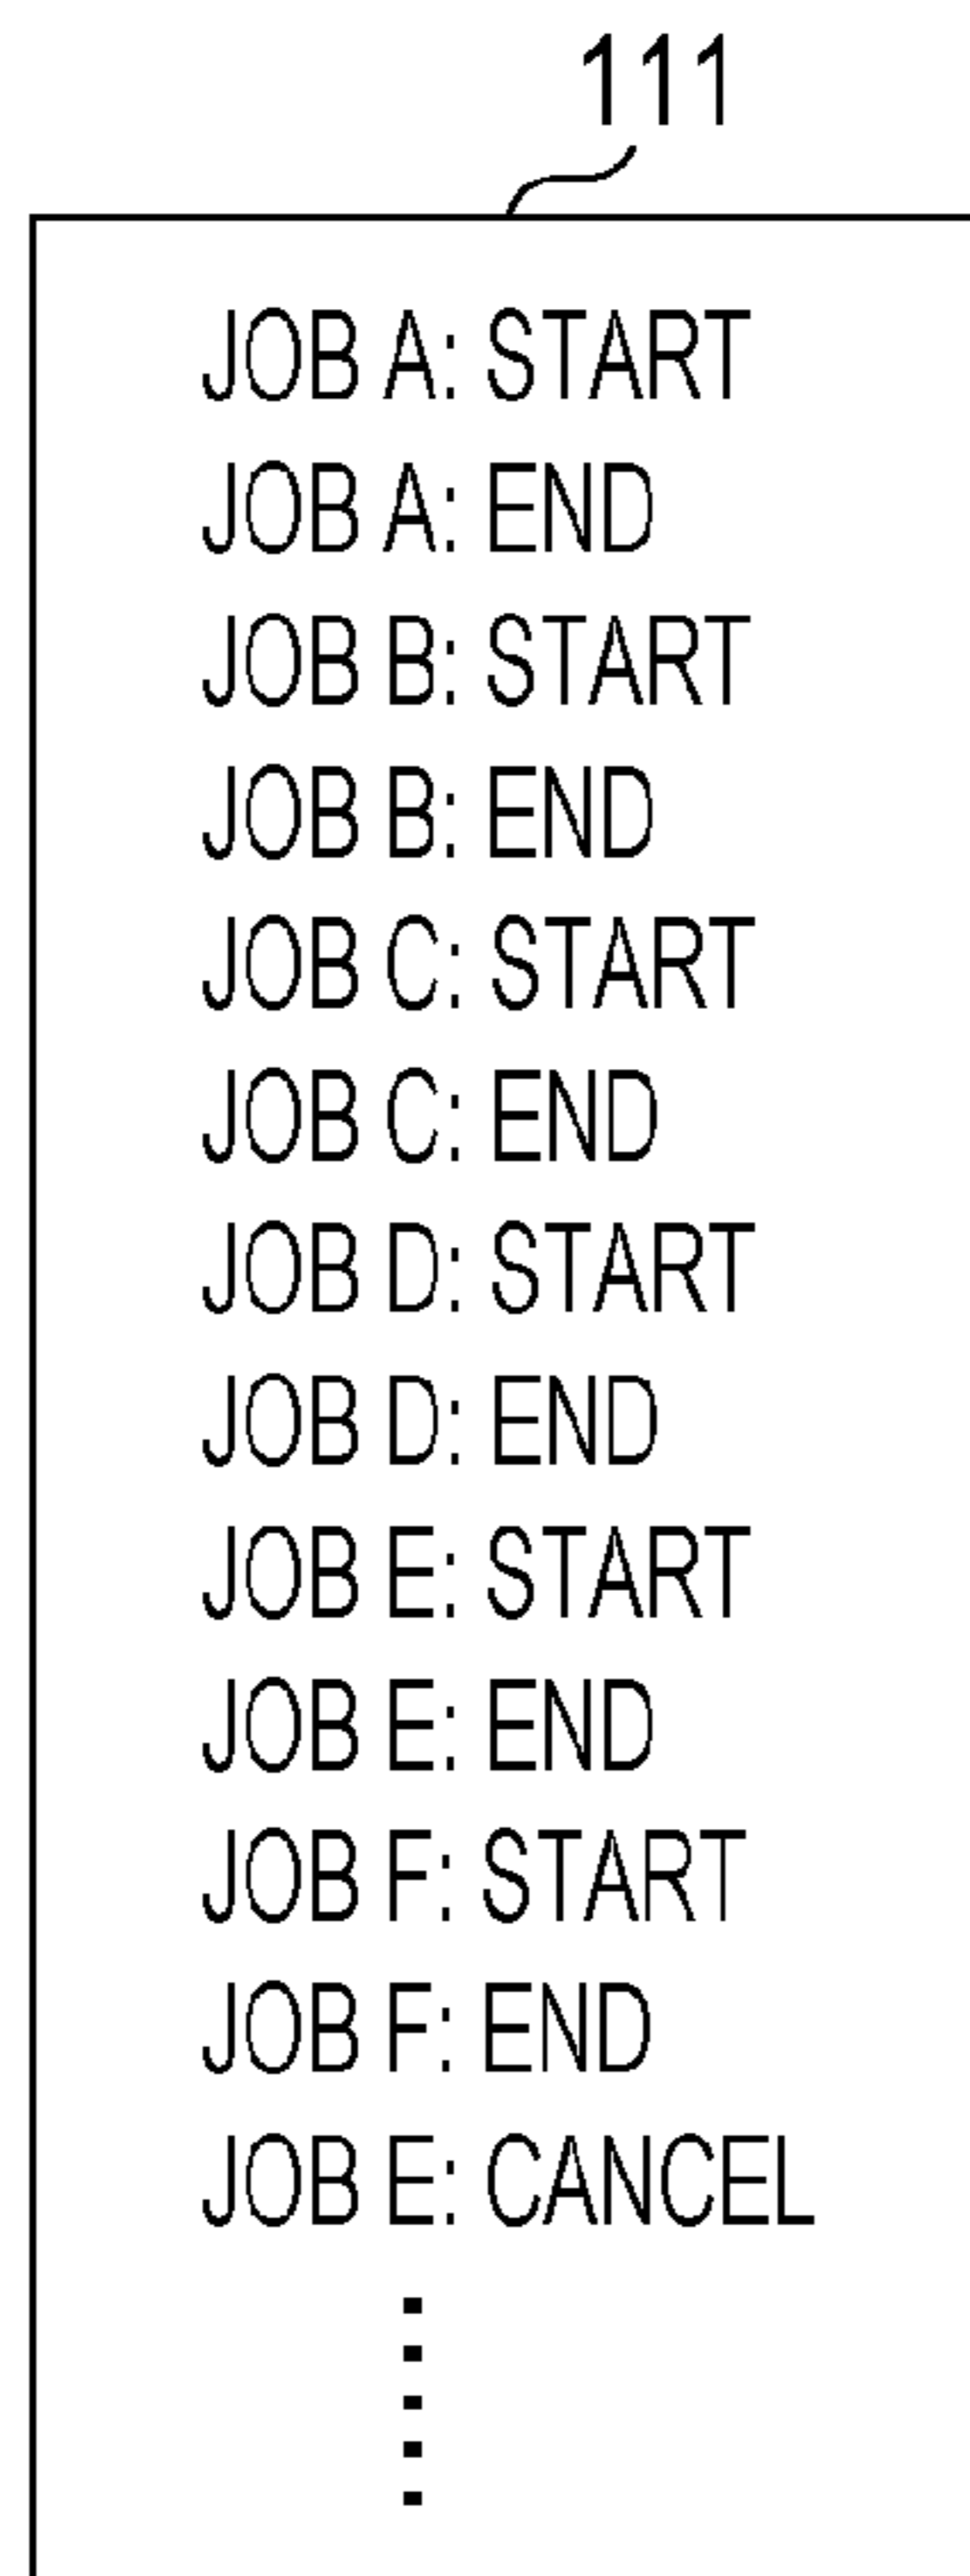 111
JOB A: START
JOB A: END
JOB B: START
JOB B: END
JOB C: START
JOB C: END
JOB D: START
JOB D: END
JOB E: START
JOB E: END
JOB F: START
JOB F: END
JOB E: CANCEL